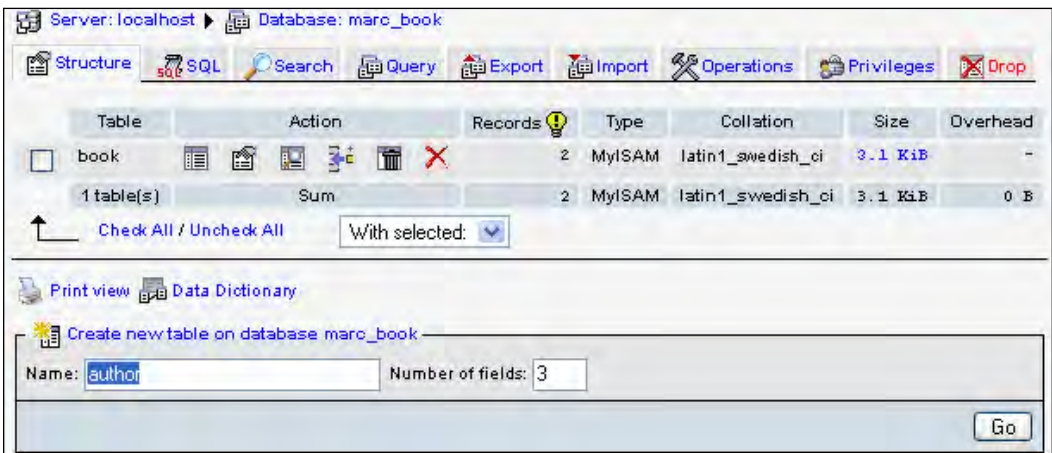 Server: localhost Database: marc_book
Structure SQL Search Query Export Import Operations Privileges Drop
Table Action Records Type Collation Size Overhead
book 2 MyISAM latin1_swedish_ci 3.1 KiB -
1 table(s) Sum 2 MyISAM latin1_swedish_ci 3.1 KiB 0 B
Check All / Uncheck All With selected:
Print view Data Dictionary
Create new table on database marc_book
Name: author Number of fields: 3
Go